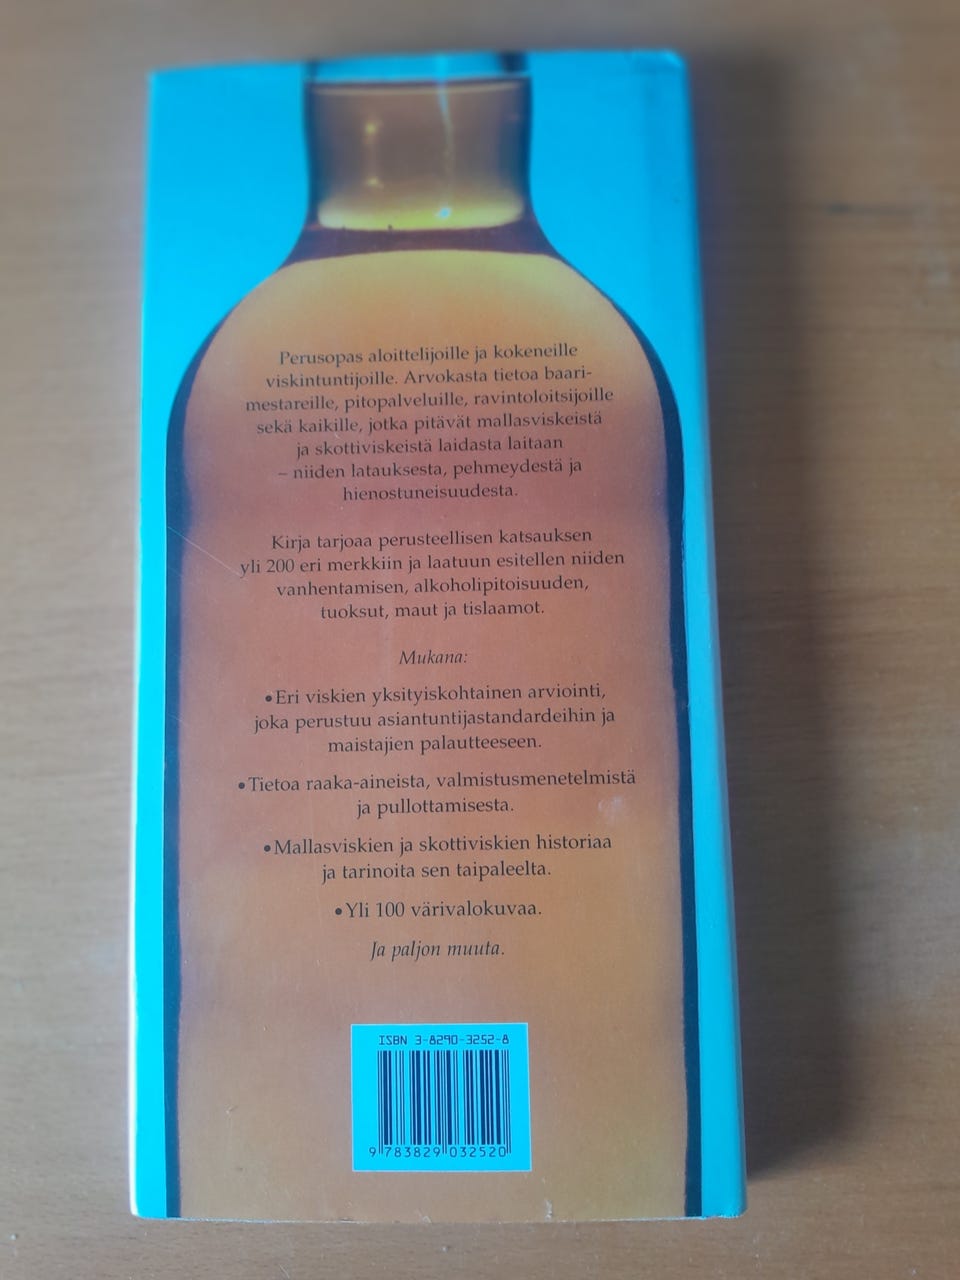 Perusopas aloittelijoille ja kokeneille
viskintuntijoille. Arvokasta tietoa baari-
mestareille, pitopalveluille, ravintoloitsijoille
sekä kaikille, jotka pitävät mallasviskeistä
ja skottiviskeistä laidasta laitaan
– niiden latauksesta, pehmeydestä ja
hienostuneisuudesta.
Kirja tarjoaa perusteellisen katsauksen
yli 200 eri merkkiin ja laatuun esitellen niiden
vanhentamisen, alkoholipitoisuuden,
tuoksut, maut ja tislaamot.
Mukana:
• Eri viskien yksityiskohtainen arviointi,
joka perustuu asiantuntijastandardeihin ja
maistajien palautteeseen.
• Tietoa raaka-aineista, valmistusmenetelmistä
ja pullottamisesta.
• Mallasviskien ja skottiviskien historiaa
ja tarinoita sen taipaleelta.
• Yli 100 värivalokuvaa.
Ja paljon muuta.
ISBN 3-8290-3252-8
9 783829 032520